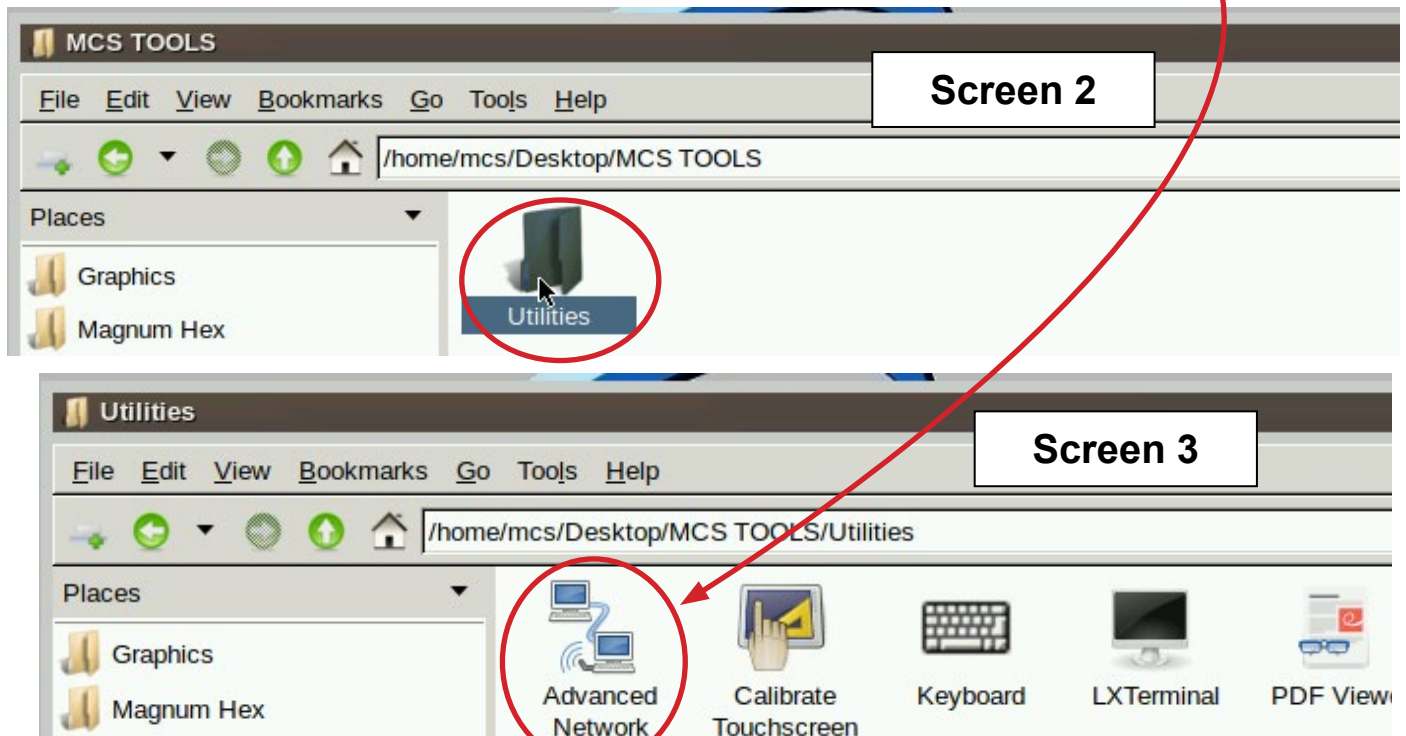 MCS TOOLS
Screen 2
File Edit View Bookmarks Go Tools Help
/home/mcs/Desktop/MCS TOOLS
Places
Graphics
Magnum Hex
Utilities
Utilities
Screen 3
File Edit View Bookmarks Go Tools Help
/home/mcs/Desktop/MCS TOOLS/Utilities
Places
Graphics
Magnum Hex
Advanced
Network
Calibrate
Touchscreen
Keyboard
LXTerminal
PDF View